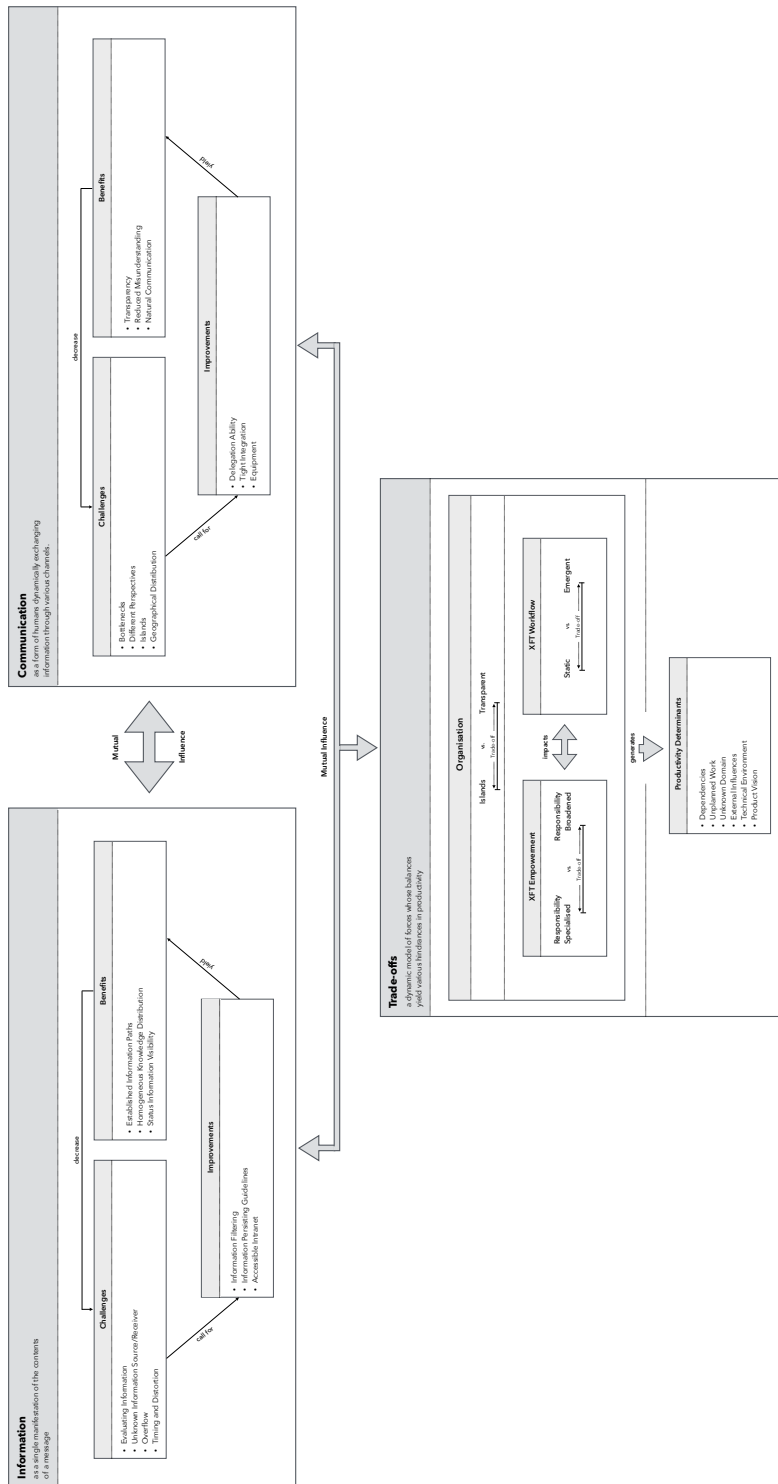 Information
as a single manifestation of the contents
of a message
decrease
Challenges
• Evaluating Information
• Unknown Information Source/Receiver
• Overflow
• Timing and Distortion
Benefits
• Established Information Paths
• Homogeneous Knowledge Distribution
• Status Information Visibility
call for
yield
Improvements
• Information Filtering
• Information Persisting Guidelines
• Accessible Intranet
Mutual
Influence
Communication
as a form of humans dynamically exchanging
information through various channels.
decrease
Challenges
• Bottlenecks
• Different Perspectives
• Islands
• Geographical Distribution
Benefits
• Transparency
• Reduced Misunderstanding
• Natural Communication
call for
yield
Improvements
• Delegation Ability
• Tight Integration
• Equipment
Mutual Influence
Trade-offs
a dynamic model of forces whose balances
yield various hindrances in productivity
Organisation
Islands vs. Transparent
Trade-off
XFT Empowerment
Responsibility Responsibility
Specialised vs. Broadened
Trade-off
impacts
XFT Workflow
Static vs Emergent
Trade-off
generates
Productivity Determinants
• Dependencies
• Unplanned Work
• Unknown Domain
• External Influences
• Technical Environment
• Product Vision